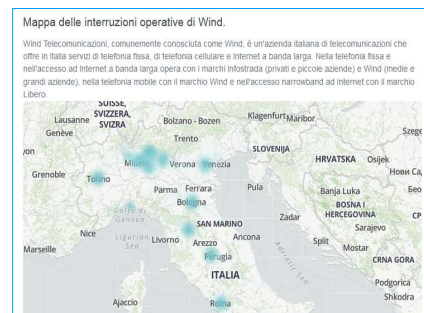 Mappa delle interruzioni operative di Wind.
Wind Telecomunicazioni, comunemente conosciuta come Wind, è un'azienda italiana di telecomunicazioni che
offre in Italia servizi di telefonia fissa, di telefonia cellulare e Internet a banda larga. Nella telefonia fissa e
nell'accesso ad Internet a banda larga opera con i marchi Infostrada (privati e piccole aziende) e Wind (medie e
grandi aziende), nella telefonia mobile con il marchio Wind e nell'accesso narrowband ad Internet con il marchio
Libero.
SUISSE,
SVIZZERA,
SVIZRA
Lausanne
Genève
Bolzano - Bozen
Klagenfurt
Maribor
Trento
SLOVENIJA
Grenoble
Torino
Verona
Venezia
HRVATSKA
Osijek
Parma
Ferrara
Pula
Banja Luka
Bologna
BOSNA I
HERCEGOVINA
Golfo di
Genova
SAN MARINO
Zadar
Sarajevo
Nice
Ligurian
Sea
Livorno
Arezzo
Ancona
Split
Mostar
Marseille
Perugia
Adriatic Sea
CRNA GORA
ITALIA
Podgorica
Shkodra
Ajaccio
Roma